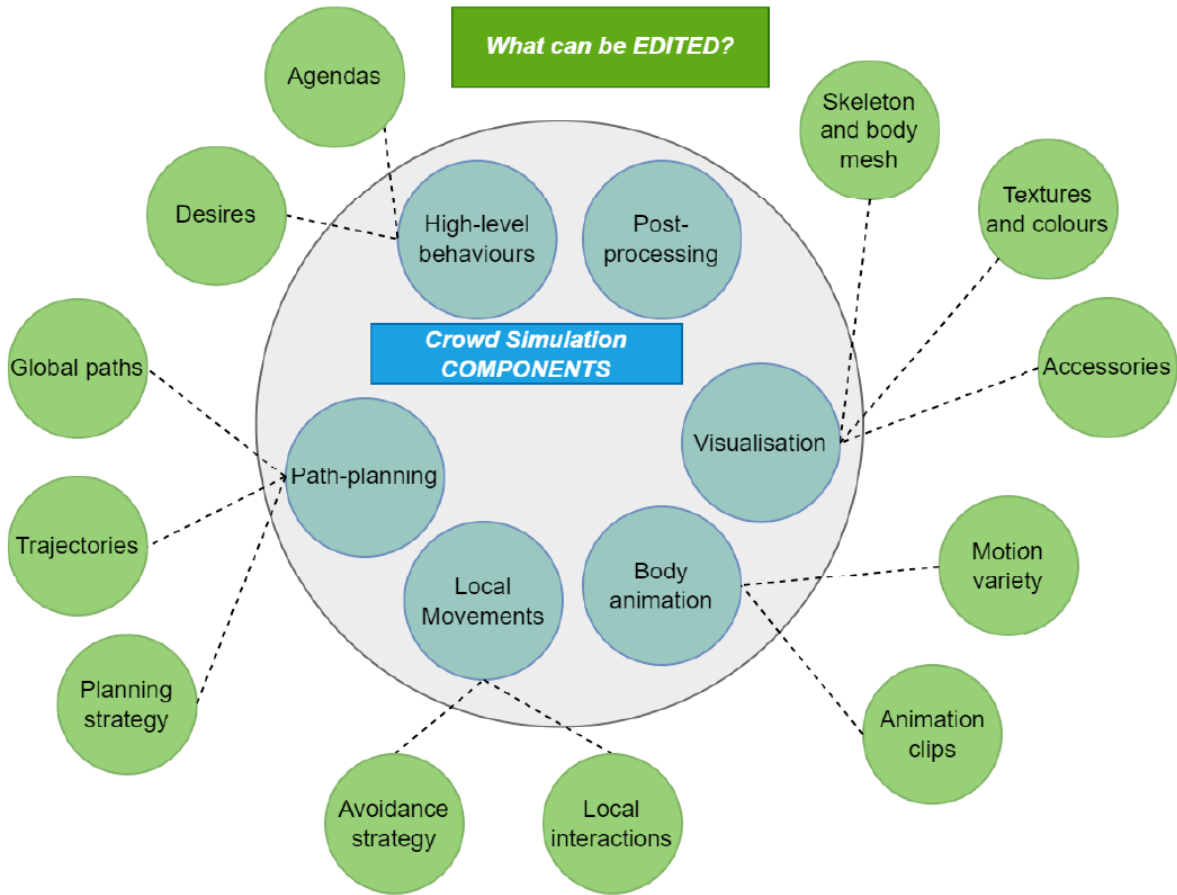 What can be EDITED?
Agendas
Skeleton
and body
mesh
Desires
High-level
behaviours
Post-
processing
Textures
and colours
Crowd Simulation
COMPONENTS
Global paths
Accessories
Path-planning
Visualisation
Trajectories
Local
Movements
Body
animation
Motion
variety
Planning
strategy
Animation
clips
Avoidance
strategy
Local
interactions